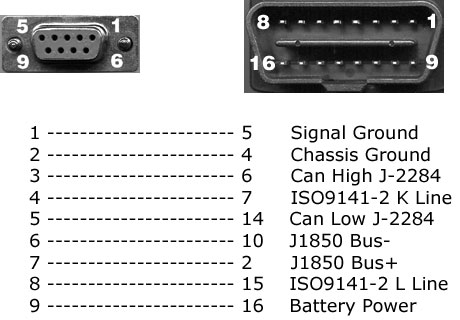 5 1 8 1
9 6 16 9
1 ----------------------- 5 Signal Ground
2 ----------------------- 4 Chassis Ground
3 ----------------------- 6 Can High J-2284
4 ----------------------- 7 ISO9141-2 K Line
5 ----------------------- 14 Can Low J-2284
6 ----------------------- 10 J1850 Bus-
7 ----------------------- 2 J1850 Bus+
8 ----------------------- 15 ISO9141-2 L Line
9 ----------------------- 16 Battery Power